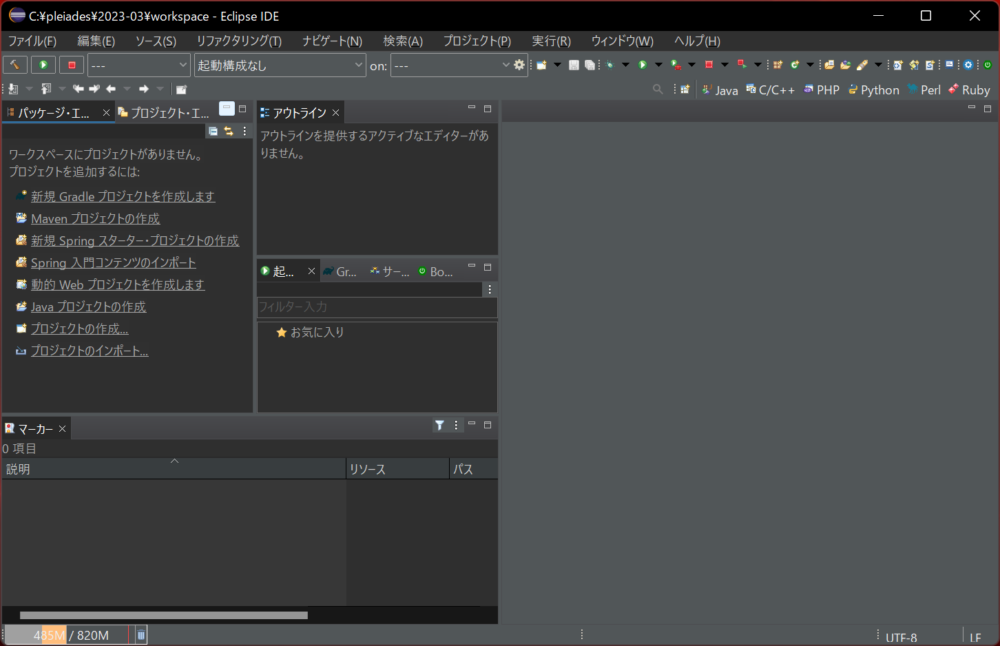 C:¥pleiades¥2023-03¥workspace - Eclipse IDE
ファイル(F) 編集(E) ソース(S) リファクタリング(T) ナビゲート(N) 検索(A) プロジェクト(P) 実行(R) ウィンドウ(W) ヘルプ(H)
--- 起動構成なし on: ---
Java C/C++ PHP Python Perl Ruby
パッケージ・エ... プロジェクト・エ...
ワークスペースにプロジェクトがありません。
プロジェクトを追加するには:
新規 Gradle プロジェクトを作成します
Maven プロジェクトの作成
新規 Spring スターター・プロジェクトの作成
Spring 入門コンテンツのインポート
動的 Web プロジェクトを作成します
Java プロジェクトの作成
プロジェクトの作成...
プロジェクトのインポート...
アウトライン
アウトラインを提供するアクティブなエディターがあ
りません。
起... Gr... サー... Bo...
フィルター入力
お気に入り
マーカー
0 項目
説明 リソース パス
485M / 820M
UTF-8 LF